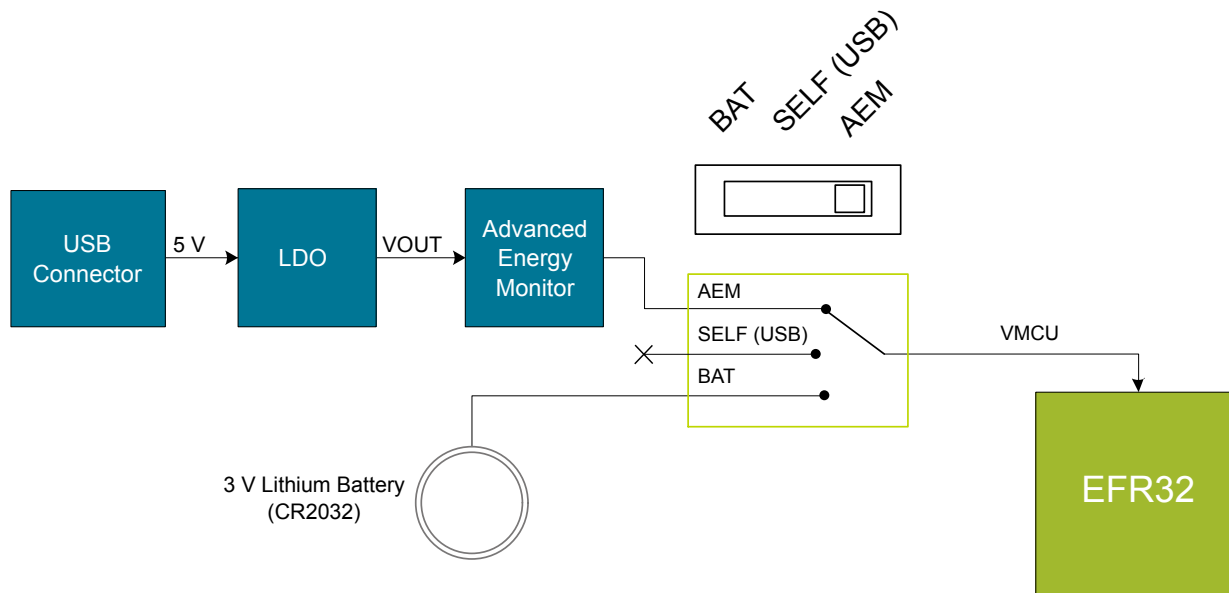 BAT
SELF (USB)
AEM
USB
Connector
5 V
LDO
VOUT
Advanced
Energy
Monitor
AEM
SELF (USB)
BAT
VMCU
3 V Lithium Battery
(CR2032)
EFR32